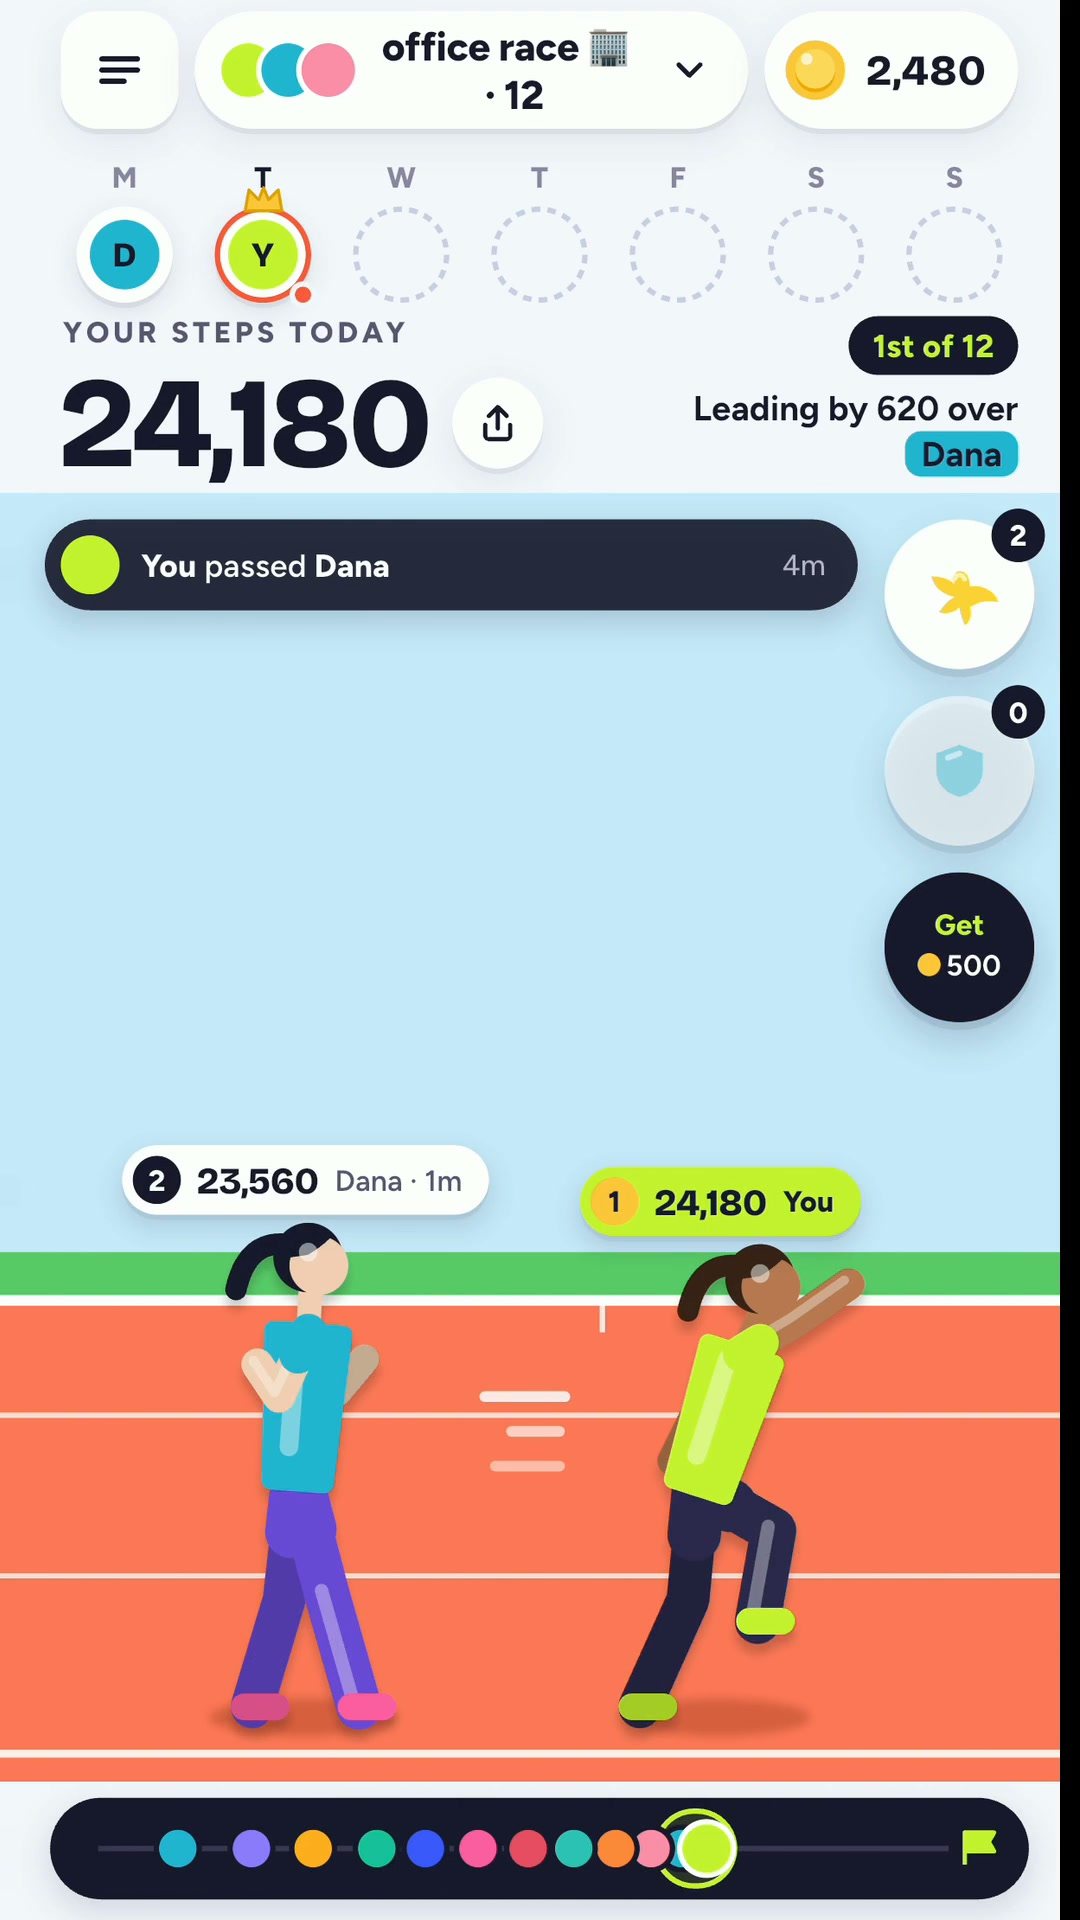 office race 🏢
· 12
2,480
M T W T F S S
D Y
YOUR STEPS TODAY
24,180
1st of 12
Leading by 620 over
Dana
You passed Dana 4m
2
0
Get
500
2 23,560 Dana · 1m
1 24,180 You